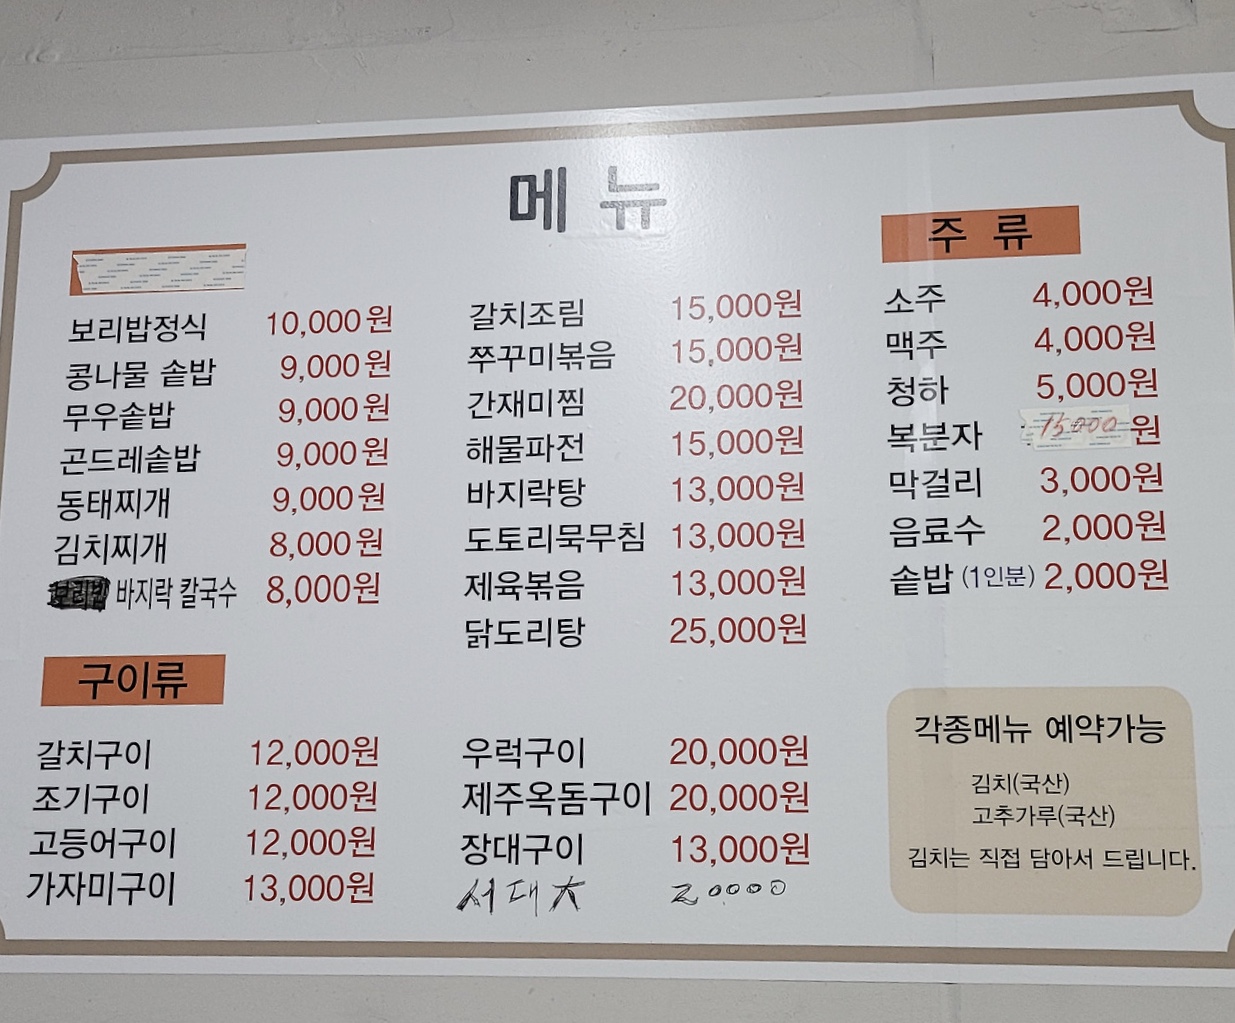 메뉴
보리밥정식 10,000원
콩나물 솥밥 9,000원
무우솥밥 9,000원
곤드레솥밥 9,000원
동태찌개 9,000원
김치찌개 8,000원
바지락 칼국수 8,000원
갈치조림 15,000원
쭈꾸미볶음 15,000원
간재미찜 20,000원
해물파전 15,000원
바지락탕 13,000원
도토리묵무침 13,000원
제육볶음 13,000원
닭도리탕 25,000원
주 류
소주 4,000원
맥주 4,000원
청하 5,000원
복분자 15,000원
막걸리 3,000원
음료수 2,000원
솥밥 (1인분) 2,000원
구이류
갈치구이 12,000원
조기구이 12,000원
고등어구이 12,000원
가자미구이 13,000원
우럭구이 20,000원
제주옥돔구이 20,000원
장대구이 13,000원
서대大 20,000
각종메뉴 예약가능
김치(국산)
고추가루(국산)
김치는 직접 담아서 드립니다.